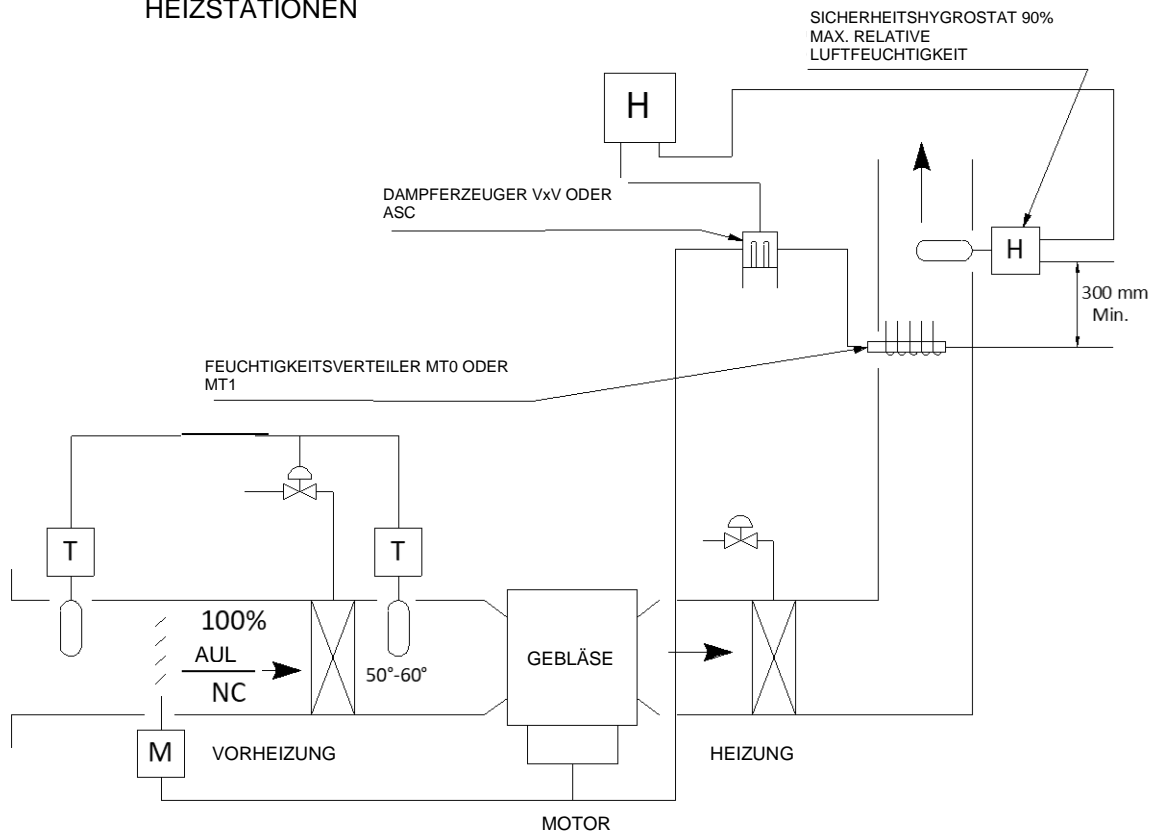 HEIZSTATIONEN
SICHERHEITSHYGROSTAT 90%
MAX. RELATIVE
LUFTFEUCHTIGKEIT
H
DAMPFERZEUGER VxV ODER
ASC
H
300 mm
Min.
FEUCHTIGKEITSVERTEILER MT0 ODER
MT1
T
T
100%
AUL
NC
50°-60°
GEBLÄSE
M
VORHEIZUNG
HEIZUNG
MOTOR